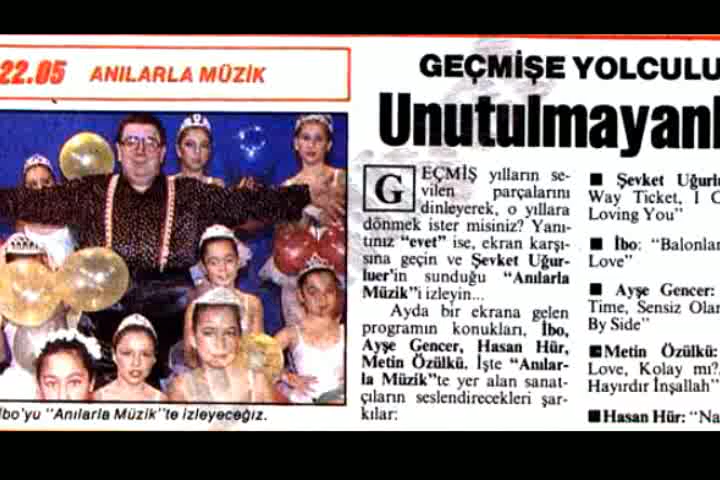 22.05 ANILARLA MÜZİK
İbo'yu "Anılarla Müzik"te izleyeceğiz.
GEÇMİŞE YOLCULU
Unutulmayanl
GEÇMİŞ yılların se-
vilen parçalarını
dinleyerek, o yıllara
dönmek ister misiniz? Yanı-
tınız "evet" ise, ekran karşı-
sına geçin ve Şevket Uğur-
luer'in sunduğu "Anılarla
Müzik"i izleyin...
Ayda bir ekrana gelen
programın konukları, İbo,
Ayşe Gencer, Hasan Hür,
Metin Özülkü. İşte "Anılar-
la Müzik"te yer alan sanat-
çıların seslendirecekleri şar-
kılar:
■ Şevket Uğurlu
Way Ticket, I C
Loving You"
■ İbo: "Balonlar
Love"
■ Ayşe Gencer:
Time, Sensiz Olar
By Side"
■ Metin Özülkü:
Love, Kolay mı?,
Hayırdır İnşallah"
■ Hasan Hür: "Na